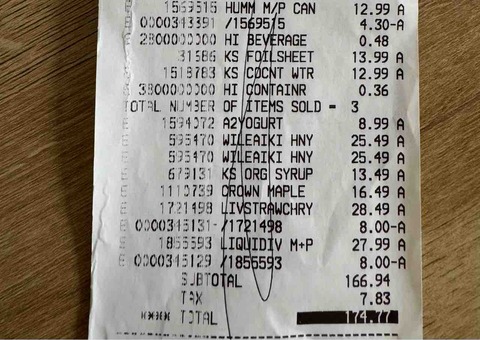 E 1569515 HUMM M/P CAN 12.99 A
E 0000343391 /1569515 4.30-A
E 2800000000 HI BEVERAGE 0.48
31586 KS FOILSHEET 13.99 A
1518783 KS COCNT WTR 12.99 A
E 3800000000 HI CONTAINR 0.36
TOTAL NUMBER OF ITEMS SOLD = 3
E 1594072 A2YOGURT 8.99 A
E 595470 WILEAIKI HNY 25.49 A
E 595470 WILEAIKI HNY 25.49 A
E 679131 KS ORG SYRUP 13.49 A
E 1110739 CROWN MAPLE 16.49 A
E 1721498 LIVSTRAWCHRY 28.49 A
E 0000345131 /1721498 8.00-A
E 1855593 LIQUIDIV M+P 27.99 A
E 0000345129 /1855593 8.00-A
SUBTOTAL 166.94
TAX 7.83
**** TOTAL 174.77